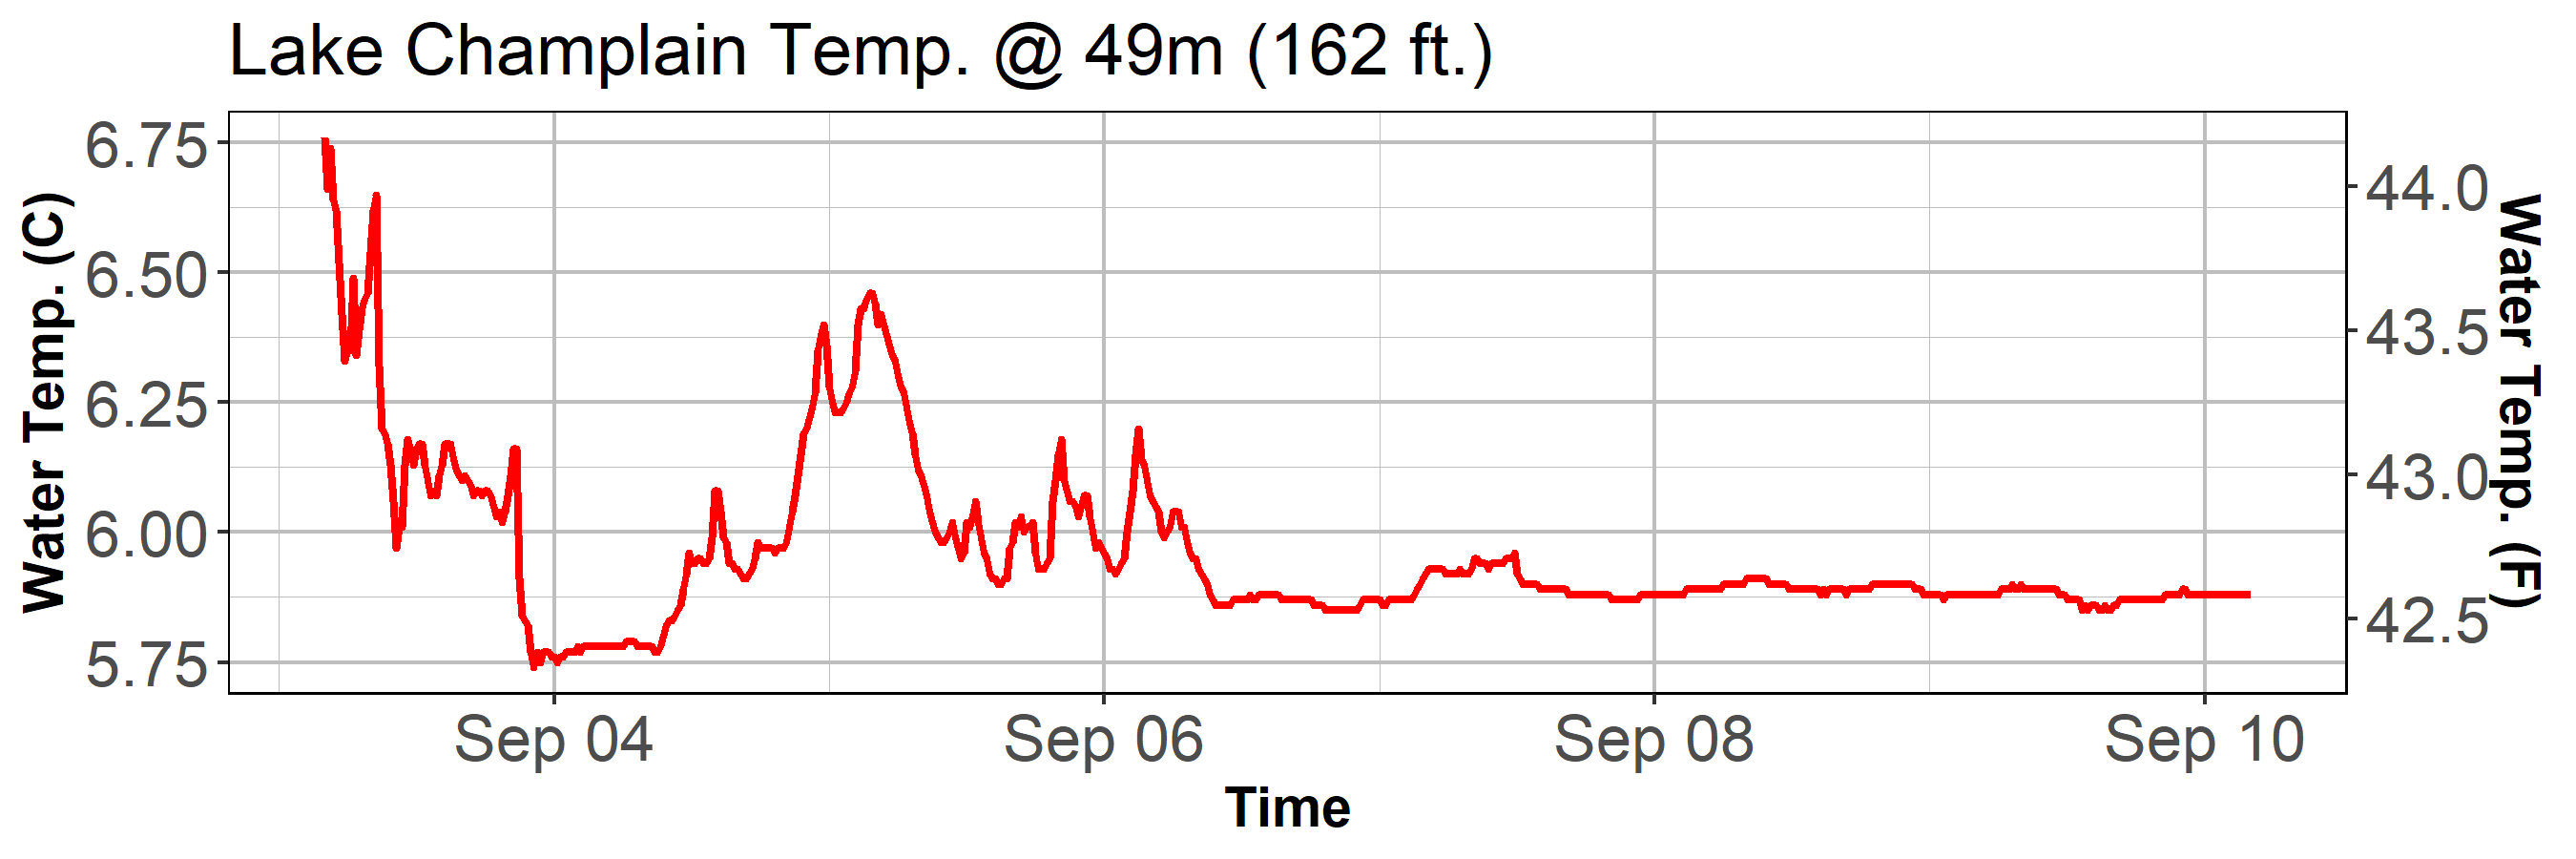 Lake Champlain Temp. @ 49m (162 ft.)
Water Temp. (C)
6.75
6.50
6.25
6.00
5.75
44.0
43.5
43.0
42.5
Water Temp. (F)
Sep 04
Sep 06
Sep 08
Sep 10
Time